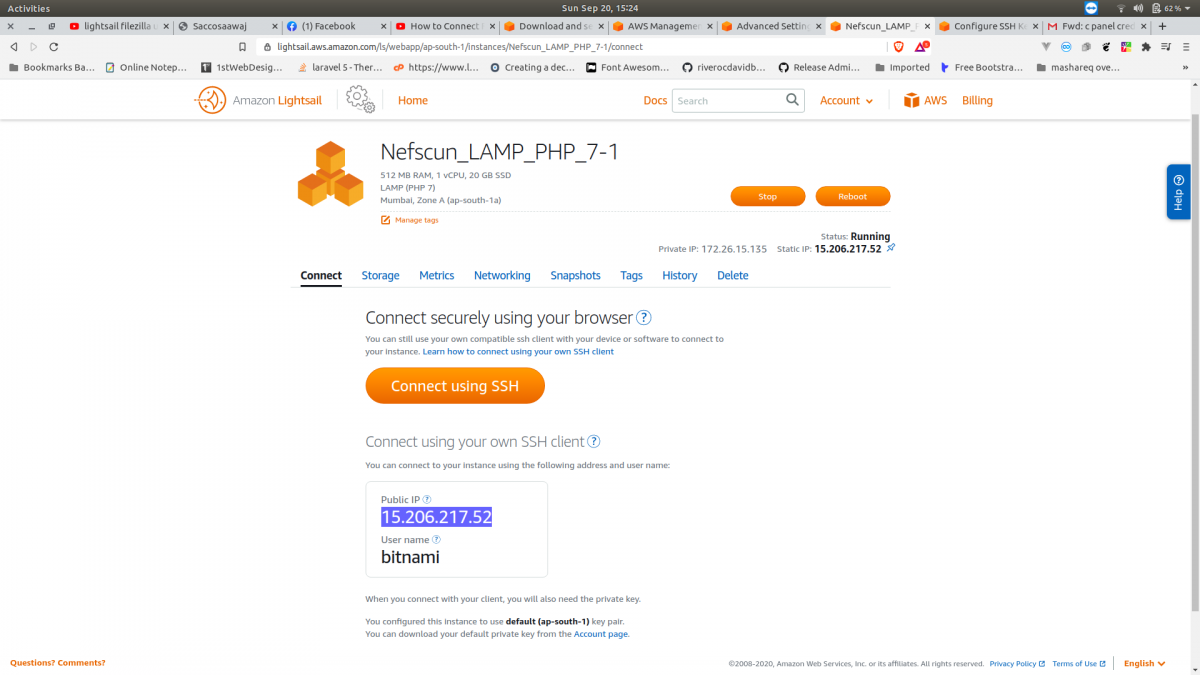 Activities
Sun Sep 20, 15:24
62 %
lightsail filezilla
Saccosaawaj
(1) Facebook
How to Connect
Download and se
AWS Managemen
Advanced Settin
Nefscun_LAMP_P
Configure SSH K
Fwd: c panel cred
lightsail.aws.amazon.com/ls/webapp/ap-south-1/instances/Nefscun_LAMP_PHP_7-1/connect
Bookmarks Ba...
Online Notep...
1stWebDesig...
laravel 5 - Ther...
https://www.l...
Creating a dec...
Font Awesom...
riverocdavidb...
Release Admi...
Imported
Free Bootstra...
mashareq ove...
Amazon Lightsail
Home
Docs
Search
Account
AWS
Billing
Nefscun_LAMP_PHP_7-1
512 MB RAM, 1 vCPU, 20 GB SSD
LAMP (PHP 7)
Mumbai, Zone A (ap-south-1a)
Manage tags
Stop
Reboot
Help
Status: Running
Private IP: 172.26.15.135 Static IP: 15.206.217.52
Connect
Storage
Metrics
Networking
Snapshots
Tags
History
Delete
Connect securely using your browser ?
You can still use your own compatible ssh client with your device or software to connect to
your instance. Learn how to connect using your own SSH client
Connect using SSH
Connect using your own SSH client ?
You can connect to your instance using the following address and user name:
Public IP ?
15.206.217.52
User name ?
bitnami
When you connect with your client, you will also need the private key.
You configured this instance to use default (ap-south-1) key pair.
You can download your default private key from the Account page.
Questions? Comments?
©2008-2020, Amazon Web Services, Inc. or its affiliates. All rights reserved.
Privacy Policy
Terms of Use
English